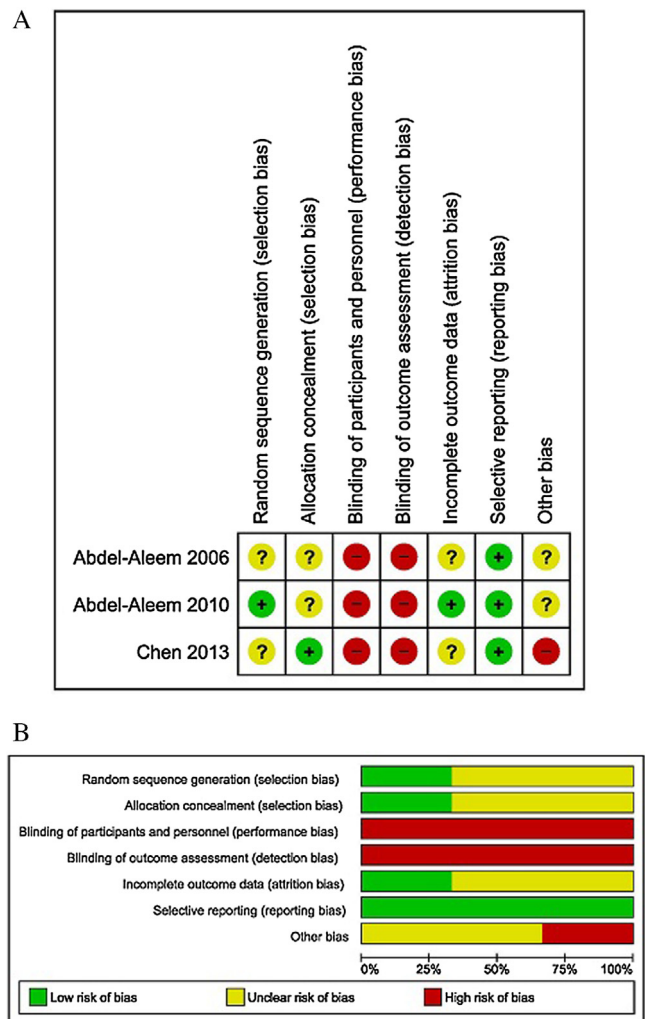 A
Random sequence generation (selection bias)
Allocation concealment (selection bias)
Blinding of participants and personnel (performance bias)
Blinding of outcome assessment (detection bias)
Incomplete outcome data (attrition bias)
Selective reporting (reporting bias)
Other bias
Abdel-Aleem 2006 ? ? − − ? + ?
Abdel-Aleem 2010 + ? − − + + ?
Chen 2013 ? + − − ? + −
B
Random sequence generation (selection bias)
Allocation concealment (selection bias)
Blinding of participants and personnel (performance bias)
Blinding of outcome assessment (detection bias)
Incomplete outcome data (attrition bias)
Selective reporting (reporting bias)
Other bias
0% 25% 50% 75% 100%
Low risk of bias Unclear risk of bias High risk of bias